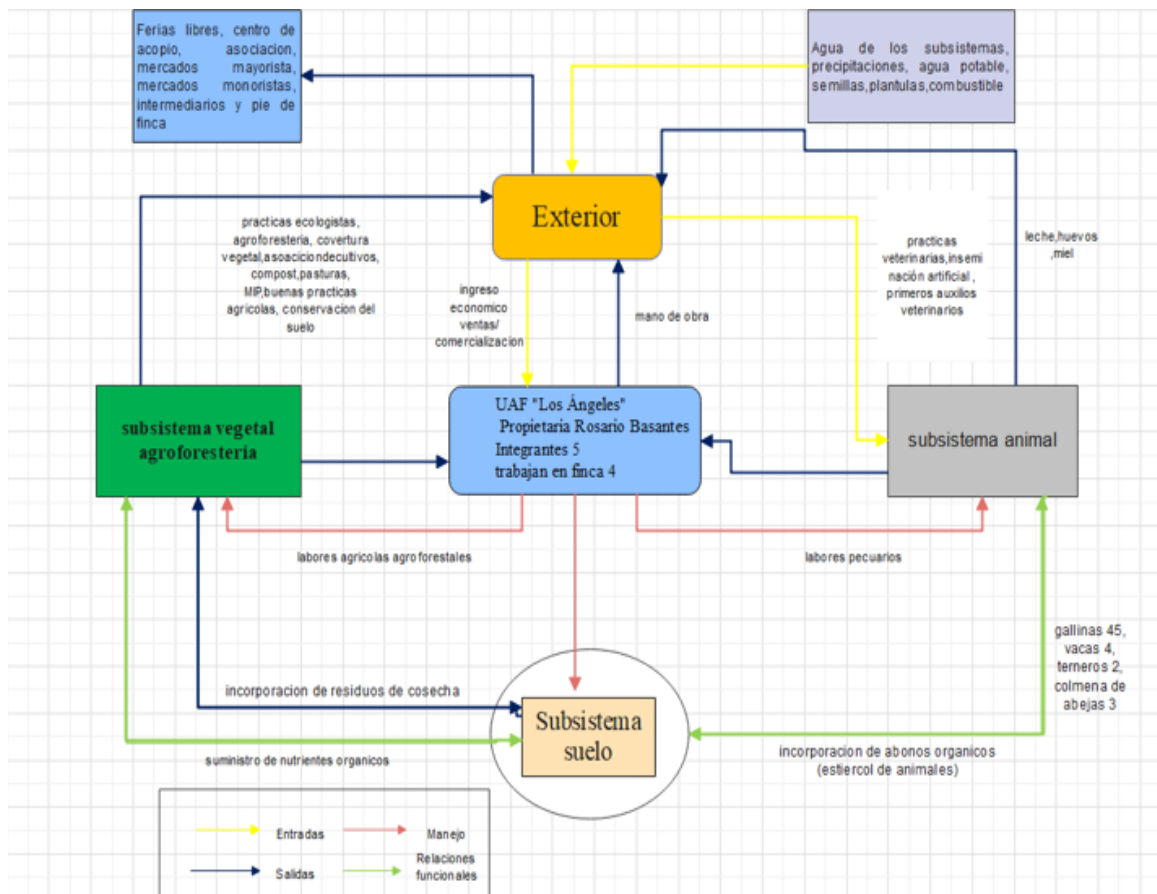 Ferias libres, centro de
acopio, asociacion,
mercados mayorista,
mercados monoristas,
intermediarios y pie de
finca
Agua de los subsistemas,
precipitaciones, agua potable,
semillas,plantulas,combustible
Exterior
practicas ecologistas,
agroforesteria, covertura
vegetal,asoaciciondecultivos,
compost,pasturas,
MIP,buenas practicas
agricolas, conservacion del
suelo
ingreso
economico
ventas/
comercializacion
mano de obra
practicas
veterinarias,insemi
nación artificial ,
primeros auxilios
veterinarios
leche,huevos
,miel
subsistema vegetal
agroforesteria
UAF "Los Ángeles"
Propietaria Rosario Basantes
Integrantes 5
trabajan en finca 4
subsistema animal
labores agricolas agroforestales
labores pecuarios
gallinas 45,
vacas 4,
terneros 2,
colmena de
abejas 3
incorporacion de residuos de cosecha
Subsistema
suelo
suministro de nutrientes organicos
incorporacion de abonos organicos
(estiercol de animales)
Entradas
Manejo
Salidas
Relaciones
funcionales